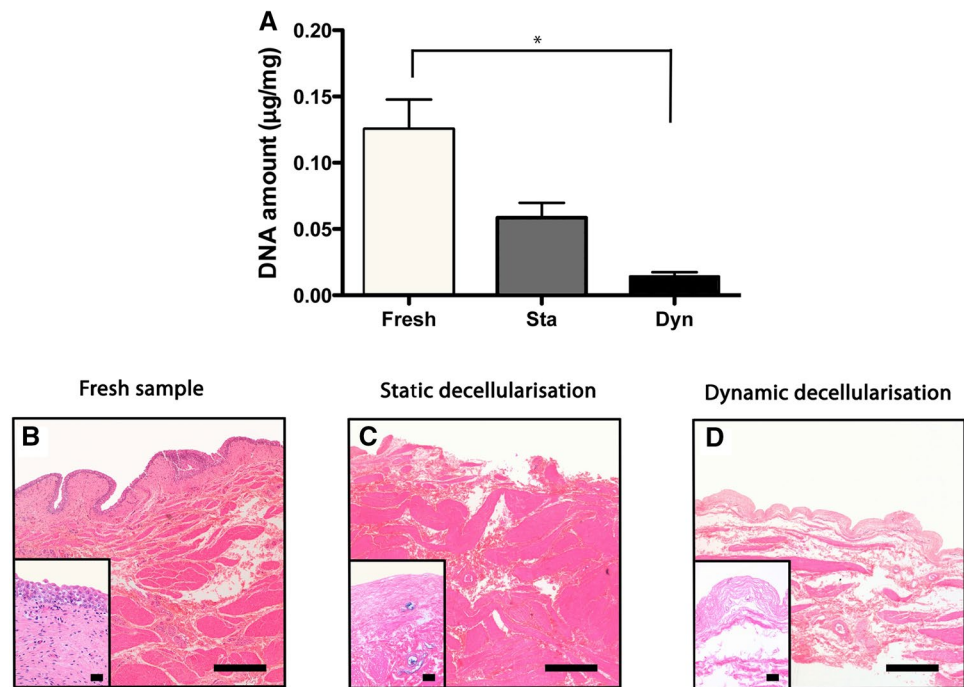 A
0.20
*
0.15
0.10
0.05
0.00
DNA amount (µg/mg)
Fresh
Sta
Dyn
Fresh sample
Static decellularisation
Dynamic decellularisation
B
C
D